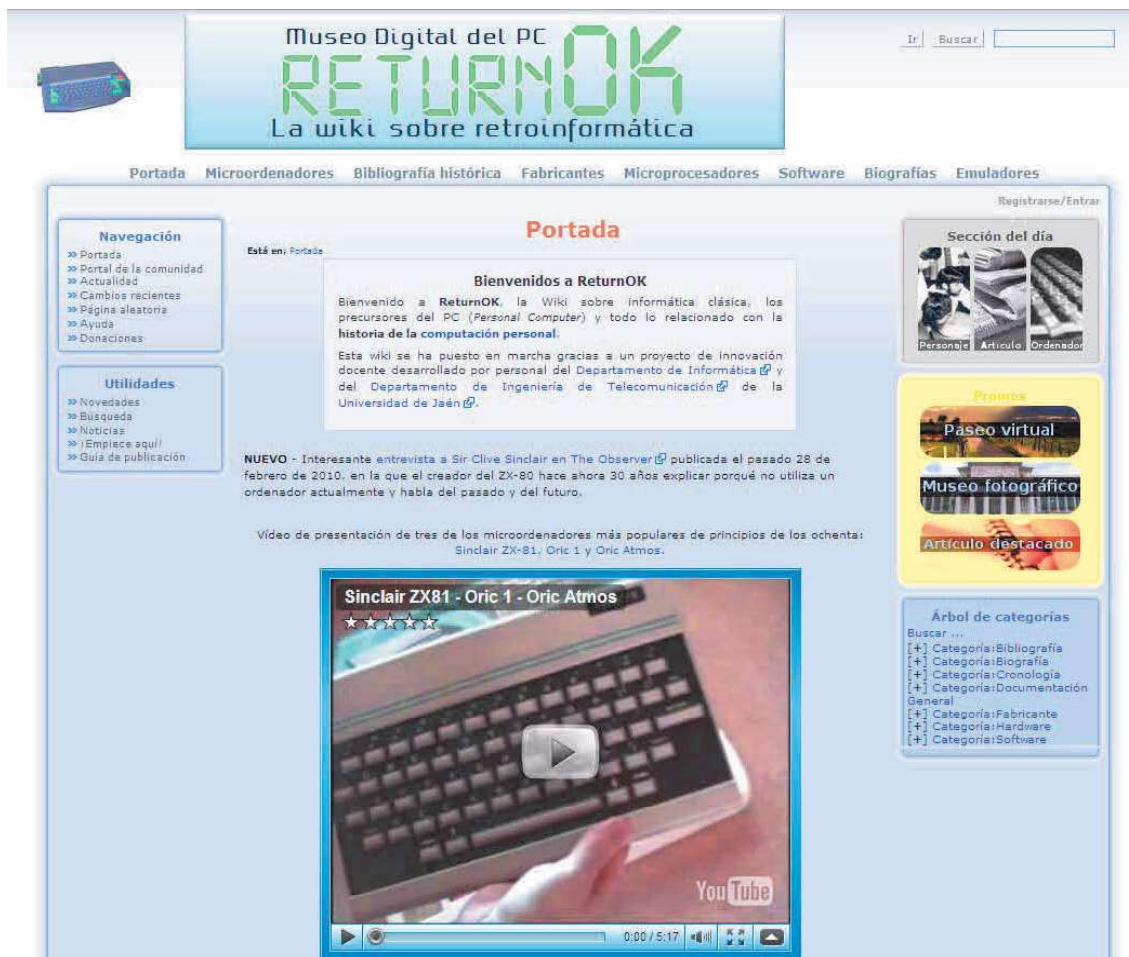 Museo Digital del PC
RETURNOK
La wiki sobre retroinformática
Ir Buscar
Portada Microordenadores Bibliografía histórica Fabricantes Microprocesadores Software Biografías Emuladores
Registrarse/Entrar
Navegación
Portada
Portal de la comunidad
Actualidad
Cambios recientes
Página aleatoria
Ayuda
Donaciones
Utilidades
Novedades
Búsqueda
Noticias
¡Empiece aquí!
Guía de publicación
Portada
Está en: Portada
Bienvenidos a ReturnOK
Bienvenido a ReturnOK, la Wiki sobre informática clásica, los
precursores del PC (Personal Computer) y todo lo relacionado con la
historia de la computación personal.
Esta wiki se ha puesto en marcha gracias a un proyecto de innovación
docente desarrollado por personal del Departamento de Informática y
del Departamento de Ingeniería de Telecomunicación de la
Universidad de Jaén.
NUEVO - Interesante entrevista a Sir Clive Sinclair en The Observer publicada el pasado 28 de
febrero de 2010, en la que el creador del ZX-80 hace ahora 30 años explicar porqué no utiliza un
ordenador actualmente y habla del pasado y del futuro.
Vídeo de presentación de tres de los microordenadores más populares de principios de los ochenta:
Sinclair ZX-81, Oric 1 y Oric Atmos.
Sinclair ZX81 - Oric 1 - Oric Atmos
YouTube
0:00 / 5:17
Sección del día
Personaje Artículo Ordenador
Promos
Paseo virtual
Museo fotográfico
Artículo destacado
Árbol de categorías
Buscar ...
[+] Categoría:Bibliografía
[+] Categoría:Biografía
[+] Categoría:Cronología
[+] Categoría:Documentación
General
[+] Categoría:Fabricante
[+] Categoría:Hardware
[+] Categoría:Software